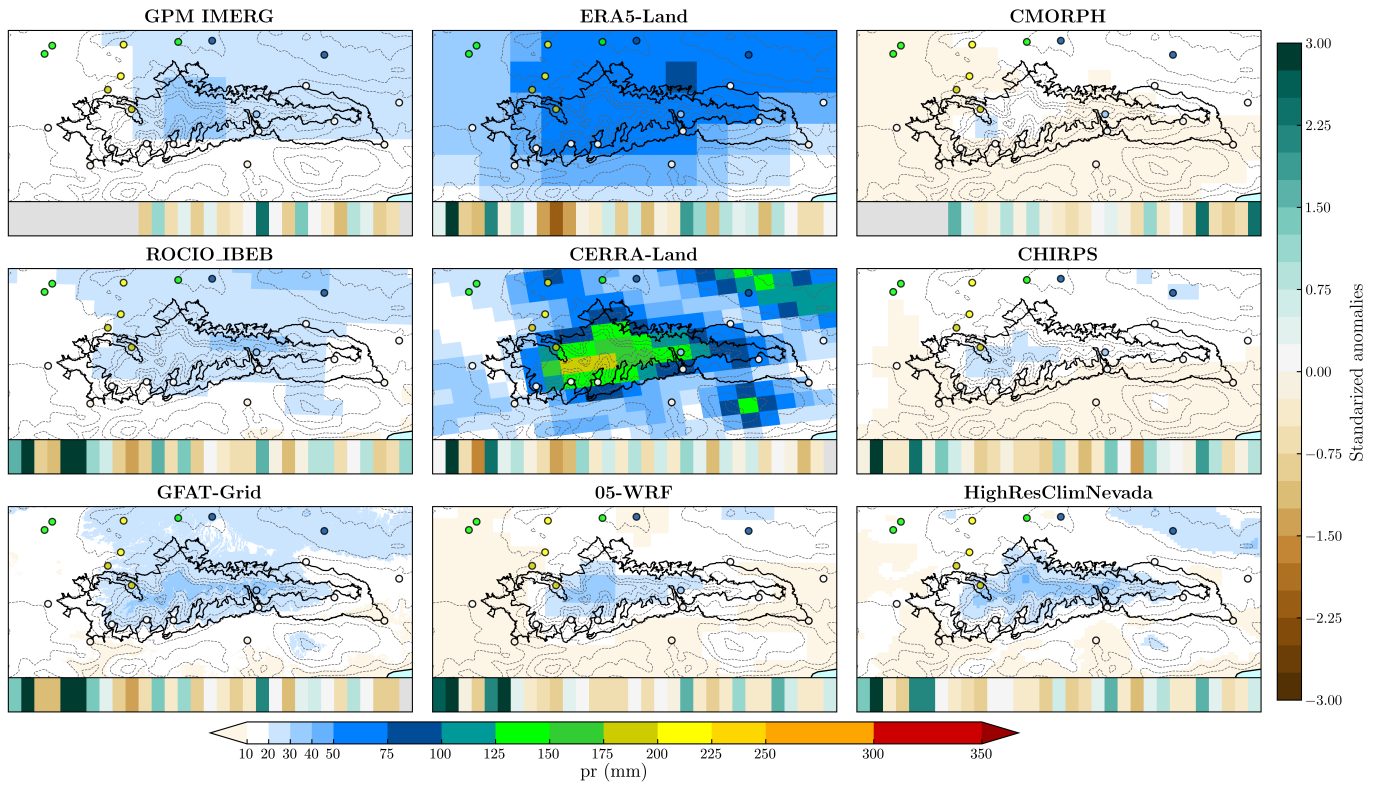 GPM IMERG
ERA5-Land
CMORPH
ROCIO_IBEB
CERRA-Land
CHIRPS
GFAT-Grid
05-WRF
HighResClimNevada
3.00
2.25
1.50
0.75
0.00
−0.75
−1.50
−2.25
−3.00
Standarized anomalies
10 20 30 40 50 75 100 125 150 175 200 225 250 300 350
pr (mm)